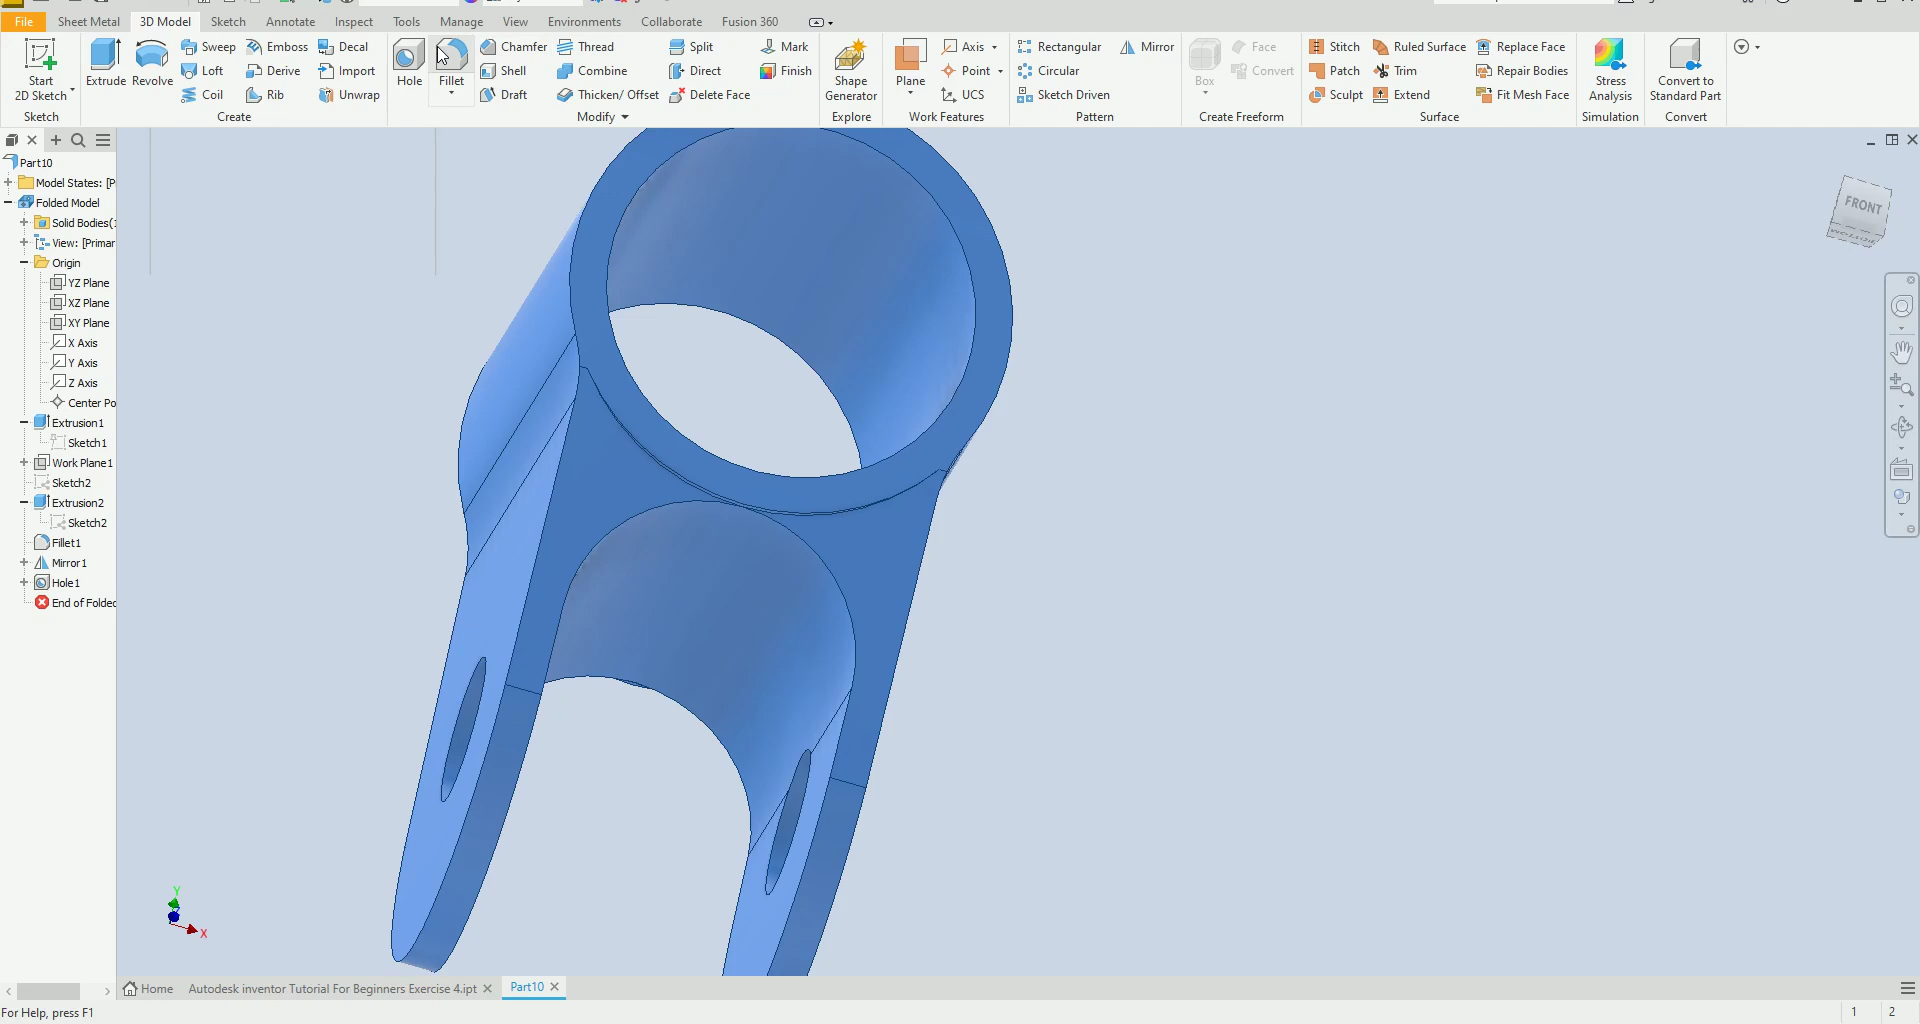 File Sheet Metal 3D Model Sketch Annotate Inspect Tools Manage View Environments Collaborate Fusion 360
Start
2D Sketch
Sketch
Extrude Revolve
Sweep Emboss Decal
Loft Derive Import
Coil Rib Unwrap
Create
Hole Fillet
Chamfer Thread Split Mark
Shell Combine Direct Finish
Draft Thicken/ Offset Delete Face
Modify
Shape
Generator
Explore
Plane
Axis
Point
UCS
Work Features
Rectangular Mirror
Circular
Sketch Driven
Pattern
Box
Face
Convert
Create Freeform
Stitch Ruled Surface Replace Face
Patch Trim Repair Bodies
Sculpt Extend Fit Mesh Face
Surface
Stress
Analysis
Simulation
Convert to
Standard Part
Convert
Part10
Model States: [P
Folded Model
Solid Bodies(1
View: [Primar
Origin
YZ Plane
XZ Plane
XY Plane
X Axis
Y Axis
Z Axis
Center Po
Extrusion1
Sketch1
Work Plane1
Sketch2
Extrusion2
Sketch2
Fillet1
Mirror1
Hole1
End of Folded
FRONT
BOTTOM
Y
X
Home Autodesk inventor Tutorial For Beginners Exercise 4.ipt Part10
For Help, press F1
1 2